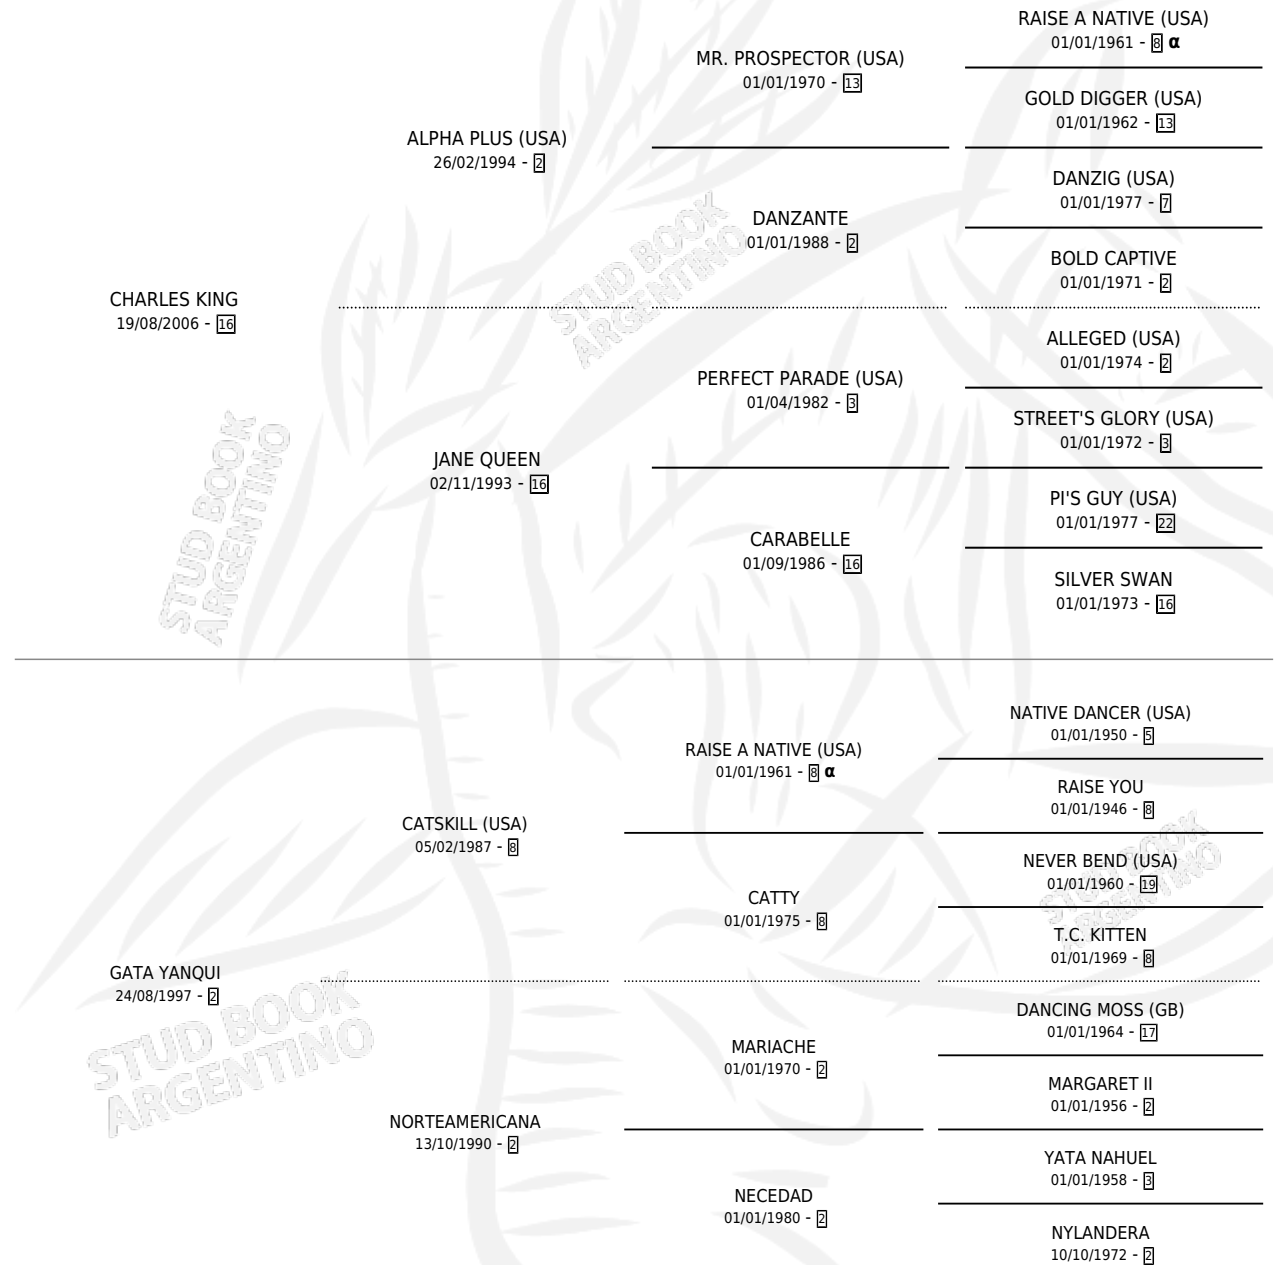 RAISE A NATIVE (USA)
01/01/1961 - 8 α
MR. PROSPECTOR (USA)
01/01/1970 - 13
GOLD DIGGER (USA)
01/01/1962 - 13
ALPHA PLUS (USA)
26/02/1994 - 2
DANZIG (USA)
01/01/1977 - 7
DANZANTE
01/01/1988 - 2
BOLD CAPTIVE
01/01/1971 - 2
STUD BOOK
ARGENTINO
CHARLES KING
19/08/2006 - 16
ALLEGED (USA)
01/01/1974 - 2
PERFECT PARADE (USA)
01/04/1982 - 3
STREET'S GLORY (USA)
01/01/1972 - 3
JANE QUEEN
02/11/1993 - 16
PI'S GUY (USA)
01/01/1977 - 22
CARABELLE
01/09/1986 - 16
SILVER SWAN
01/01/1973 - 16
STUD BOOK
ARGENTINO
NATIVE DANCER (USA)
01/01/1950 - 5
RAISE A NATIVE (USA)
01/01/1961 - 8 α
RAISE YOU
01/01/1946 - 8
CATSKILL (USA)
05/02/1987 - 8
NEVER BEND (USA)
01/01/1960 - 19
CATTY
01/01/1975 - 8
T.C. KITTEN
01/01/1969 - 8
STUD BOOK
ARGENTINO
GATA YANQUI
24/08/1997 - 2
DANCING MOSS (GB)
01/01/1964 - 17
MARIACHE
01/01/1970 - 2
MARGARET II
01/01/1956 - 2
NORTEAMERICANA
13/10/1990 - 2
YATA NAHUEL
01/01/1958 - 3
NECEDAD
01/01/1980 - 2
NYLANDERA
10/10/1972 - 2
STUD BOOK
ARGENTINO